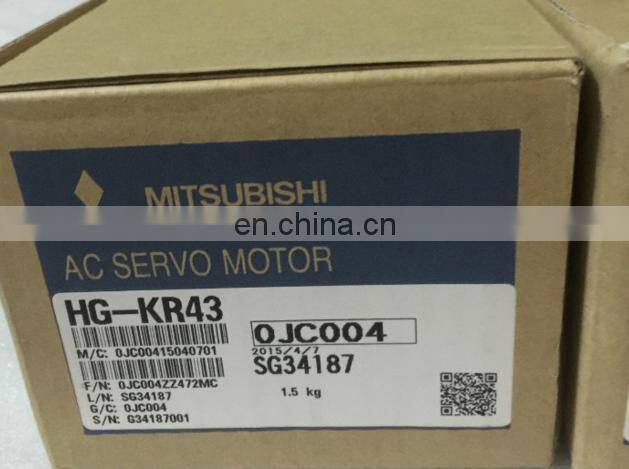 MITSUBISHI
en.china.cn
AC SERVO MOTOR
HG-KR43
0JC004
M/C: 0JC00415040701
2015/4/7
SG34187
F/N: 0JC004ZZ472MC
L/N: SG34187
1.5 kg
G/C: 0JC004
S/N: G34187001